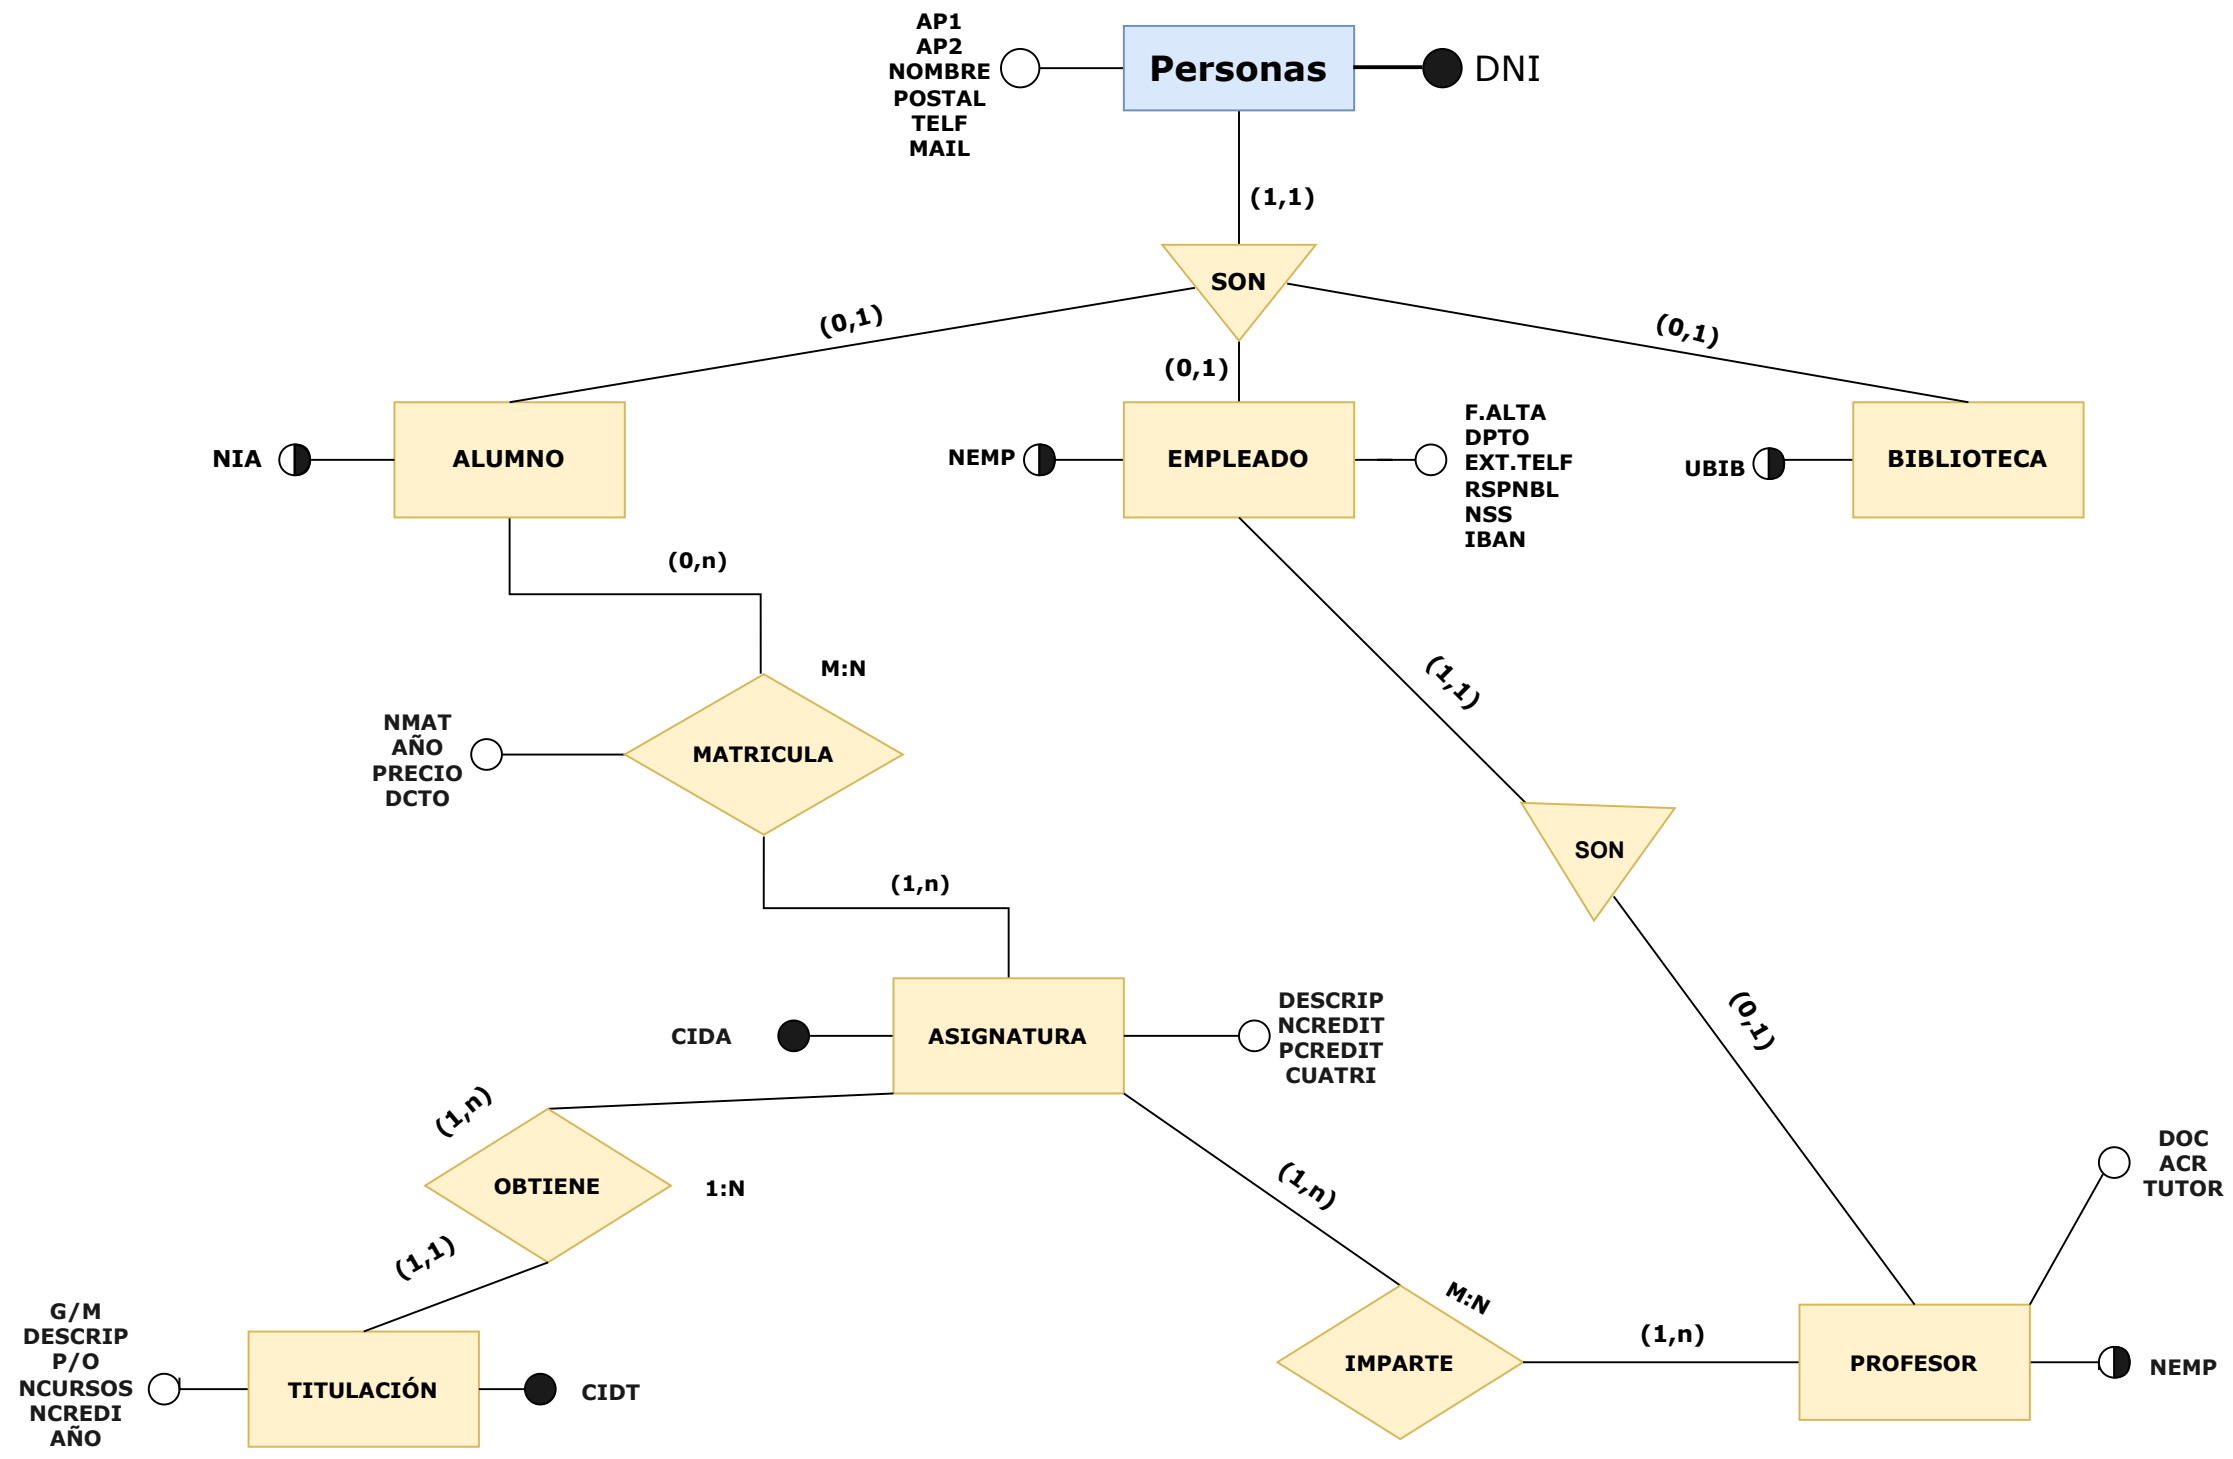 AP1
AP2
NOMBRE
POSTAL
TELF
MAIL
Personas
DNI
(1,1)
SON
(0,1)
(0,1)
(0,1)
NIA
ALUMNO
NEMP
EMPLEADO
F.ALTA
DPTO
EXT.TELF
RSPNBL
NSS
IBAN
UBIB
BIBLIOTECA
(0,n)
M:N
(1,1)
NMAT
AÑO
PRECIO
DCTO
MATRICULA
SON
(1,n)
(0,1)
CIDA
ASIGNATURA
DESCRIP
NCREDIT
PCREDIT
CUATRI
(1,n)
OBTIENE
1:N
(1,n)
DOC
ACR
TUTOR
(1,1)
M:N
G/M
DESCRIP
P/O
NCURSOS
NCREDI
AÑO
TITULACIÓN
CIDT
IMPARTE
(1,n)
PROFESOR
NEMP